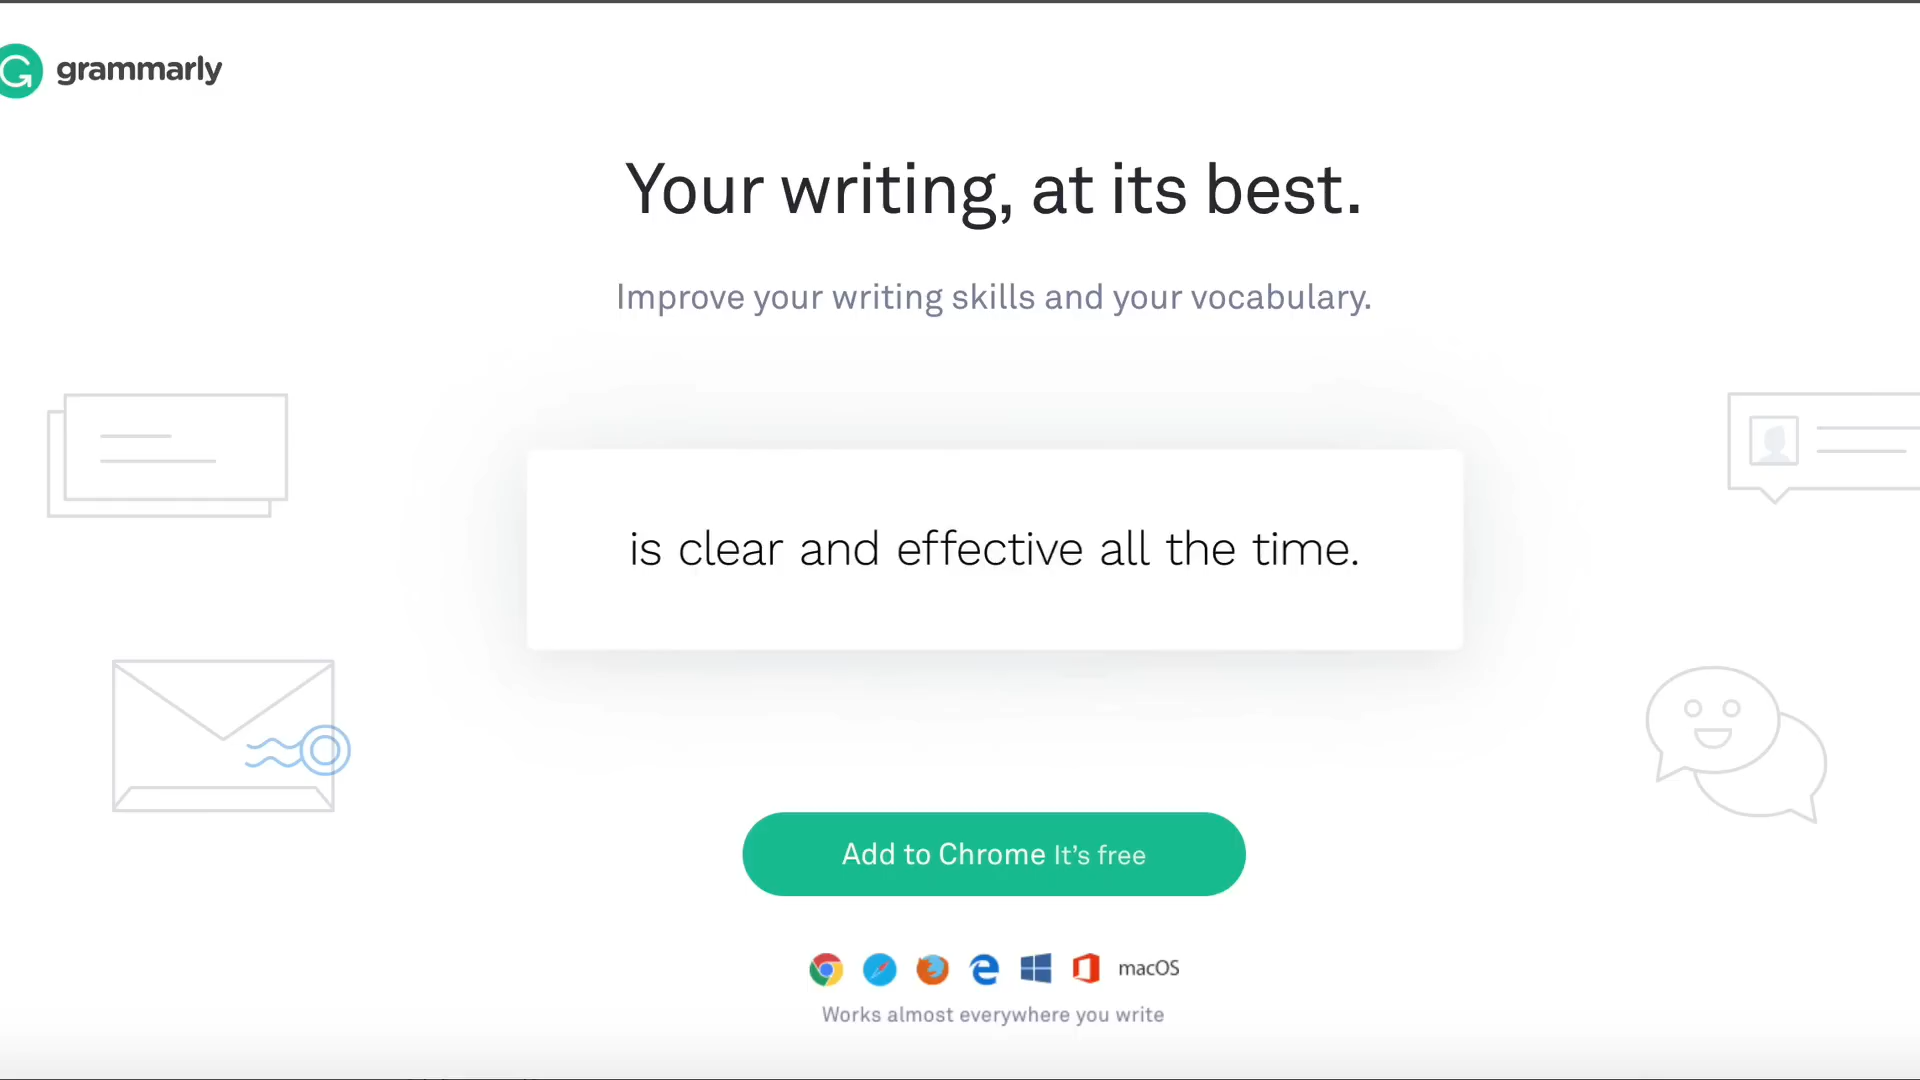 grammarly
Your writing, at its best.
Improve your writing skills and your vocabulary.
is clear and effective all the time.
Add to Chrome It’s free
macOS
Works almost everywhere you write